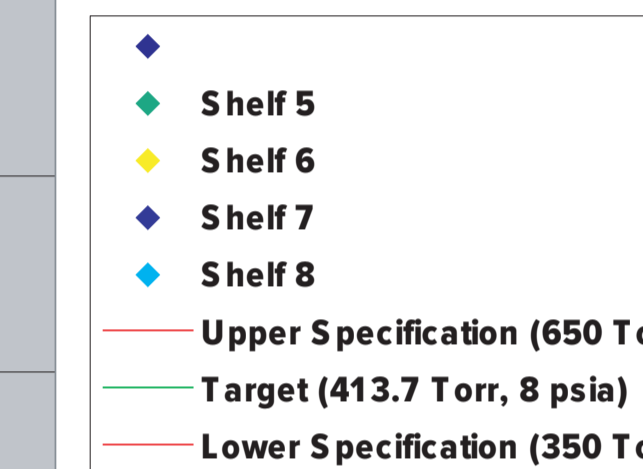 Shelf 5
Shelf 6
Shelf 7
Shelf 8
Upper Specification (650 To
Target (413.7 Torr, 8 psia)
Lower Specification (350 To